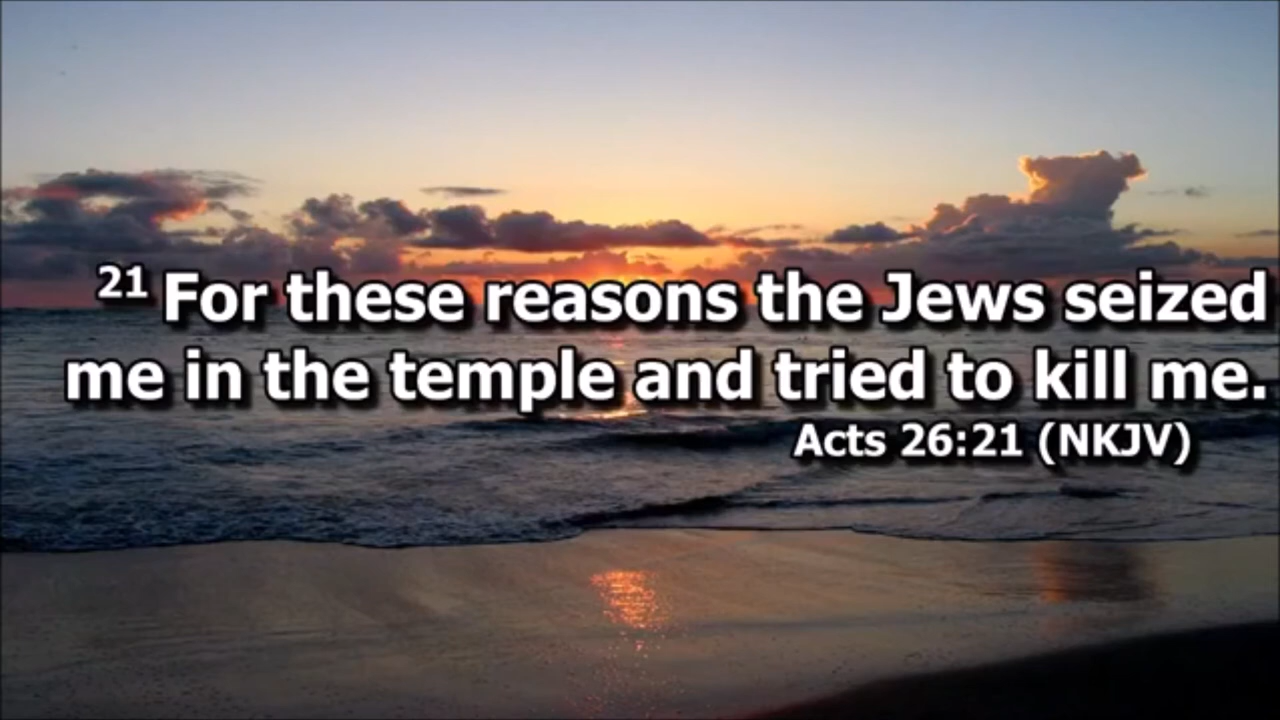 21 For these reasons the Jews seized
me in the temple and tried to kill me.
Acts 26:21 (NKJV)